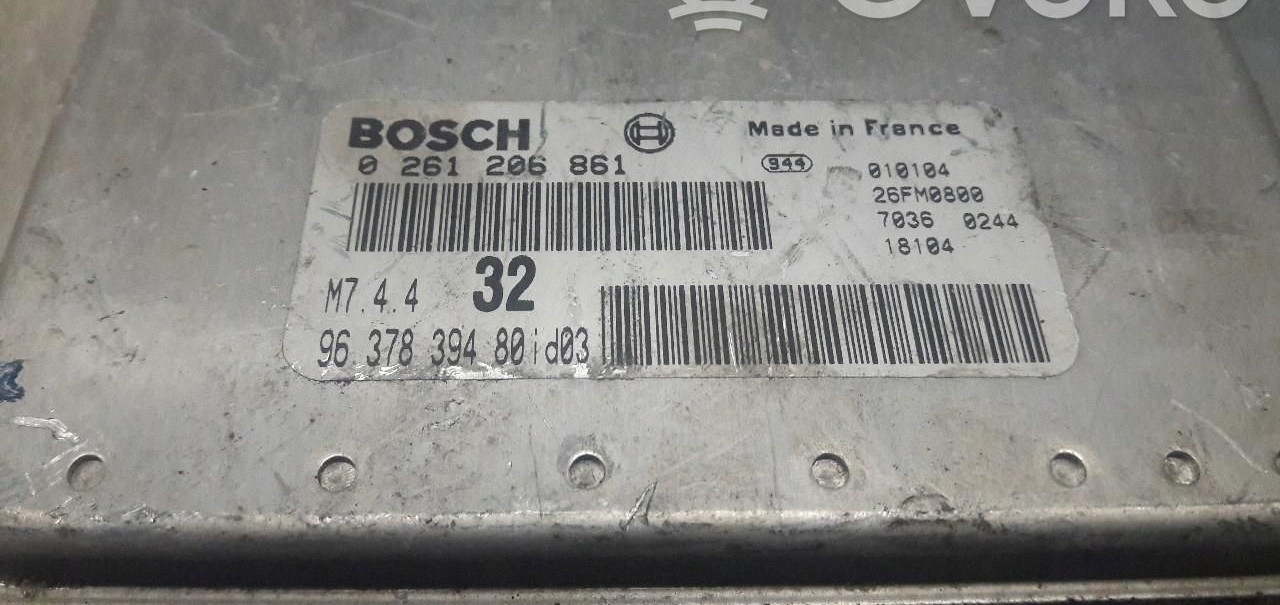 BOSCH
Made in France
0 261 206 861
944
010104
26FM0800
7036 0244
18104
M7.4.4 32
96 378 394 80id03